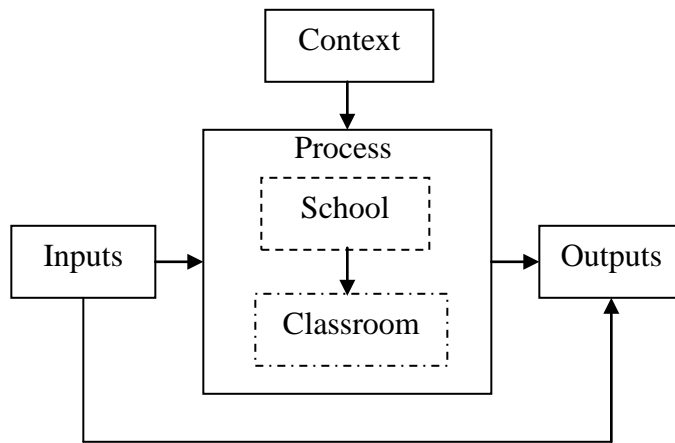 Context
Process
School
Inputs
Outputs
Classroom